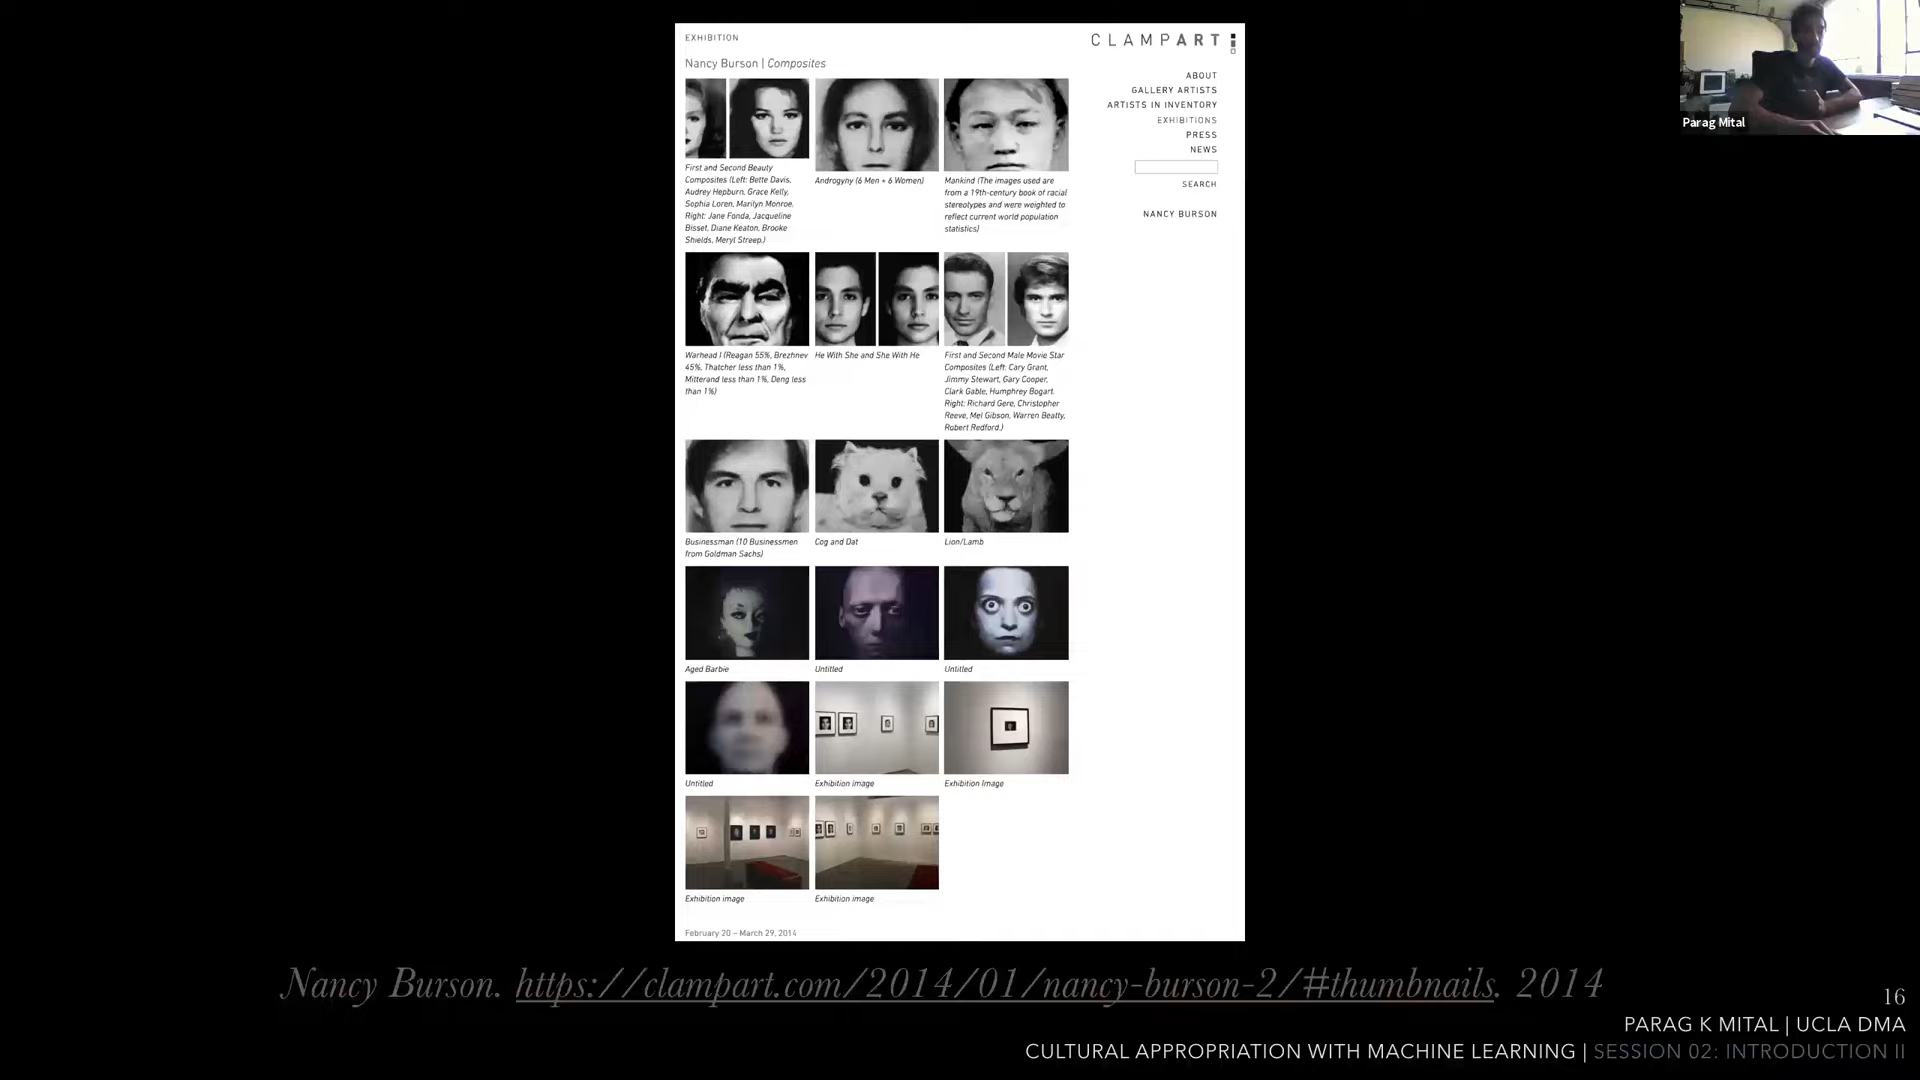 EXHIBITION
CLAMPART
Nancy Burson | Composites
ABOUT
GALLERY ARTISTS
ARTISTS IN INVENTORY
EXHIBITIONS
PRESS
NEWS
SEARCH
NANCY BURSON
First and Second Beauty
Composites (Left: Bette Davis,
Audrey Hepburn, Grace Kelly,
Sophia Loren, Marilyn Monroe.
Right: Jane Fonda, Jacqueline
Bisset, Diane Keaton, Brooke
Shields, Meryl Streep.)
Androgyny (6 Men + 6 Women)
Mankind (The images used are
from a 19th-century book of racial
stereotypes and were weighted to
reflect current world population
statistics)
Warhead I (Reagan 55%, Brezhnev
45%, Thatcher less than 1%,
Mitterand less than 1%, Deng less
than 1%)
He With She and She With He
First and Second Male Movie Star
Composites (Left: Cary Grant,
Jimmy Stewart, Gary Cooper,
Clark Gable, Humphrey Bogart.
Right: Richard Gere, Christopher
Reeve, Mel Gibson, Warren Beatty,
Robert Redford.)
Businessman (10 Businessmen
from Goldman Sachs)
Cog and Dat
Lion/Lamb
Aged Barbie
Untitled
Untitled
Untitled
Exhibition image
Exhibition Image
Exhibition image
Exhibition image
February 20 – March 29, 2014
Parag Mital
Nancy Burson. https://clampart.com/2014/01/nancy-burson-2/#thumbnails. 2014
16
PARAG K MITAL | UCLA DMA
CULTURAL APPROPRIATION WITH MACHINE LEARNING | SESSION 02: INTRODUCTION II